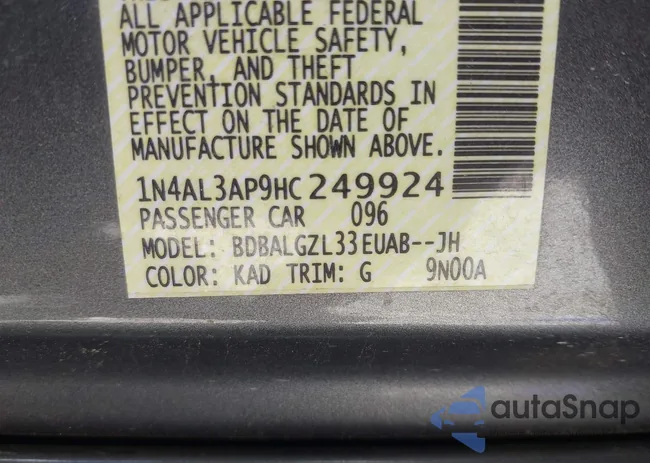 ALL APPLICABLE FEDERAL
MOTOR VEHICLE SAFETY,
BUMPER, AND THEFT
PREVENTION STANDARDS IN
EFFECT ON THE DATE OF
MANUFACTURE SHOWN ABOVE.
1N4AL3AP9HC249924
PASSENGER CAR 096
MODEL: BDBALGZL33EUAB--JH
COLOR: KAD TRIM: G 9N00A
autoSnap